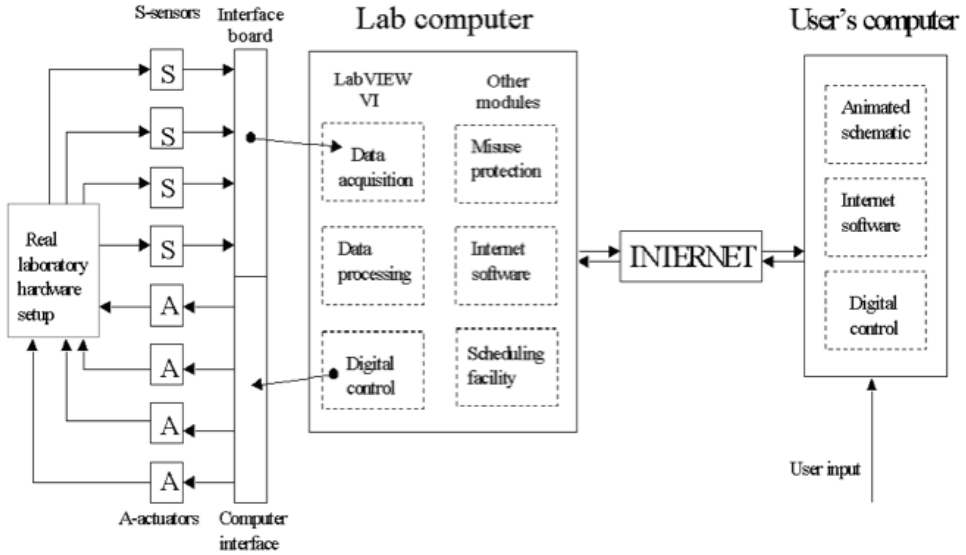 S-sensors
Interface
board
Lab computer
User's computer
S
S
S
S
A
A
A
A
Real
laboratory
hardware
setup
A-actuators
Computer
interface
LabVIEW
VI
Data
acquisition
Data
processing
Digital
control
Other
modules
Misuse
protection
Internet
software
Scheduling
facility
INTERNET
Animated
schematic
Internet
software
Digital
control
User input